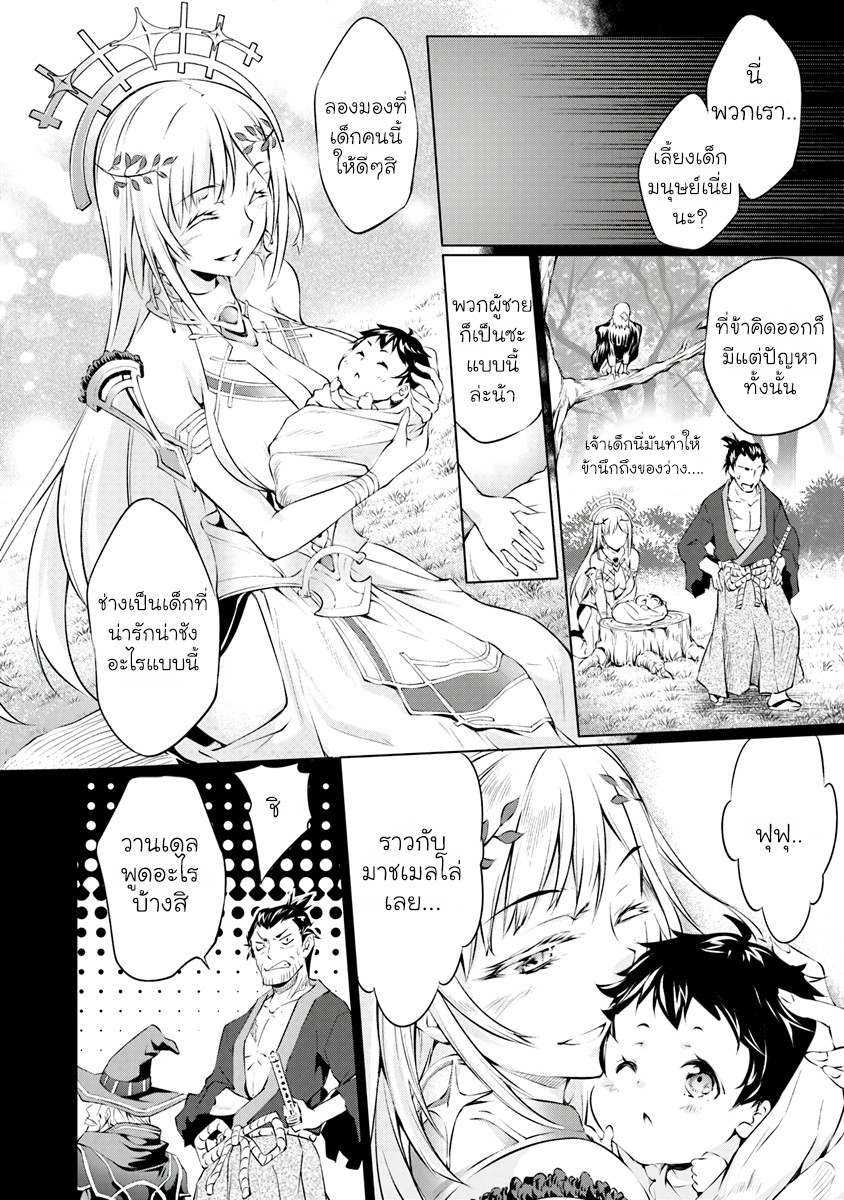 นี่
พวกเรา..
เลี้ยงเด็ก
มนุษย์เนี่ย
นะ?
ที่ข้าคิดออกก็
มีแต่ปัญหา
ทั้งนั้น
เจ้าเด็กนี่มันทำให้
ข้านึกถึงของว่าง....
พวกผู้ชาย
ก็เป็นซะ
แบบนี้
ล่ะน้า
ลองมองที่
เด็กคนนี้
ให้ดีๆสิ
ช่างเป็นเด็กที่
น่ารักน่าชัง
อะไรแบบนี้
ฟุฟุ..
ราวกับ
มาชเมลโล่
เลย...
ชิ
วานเดล
พูดอะไร
บ้างสิ